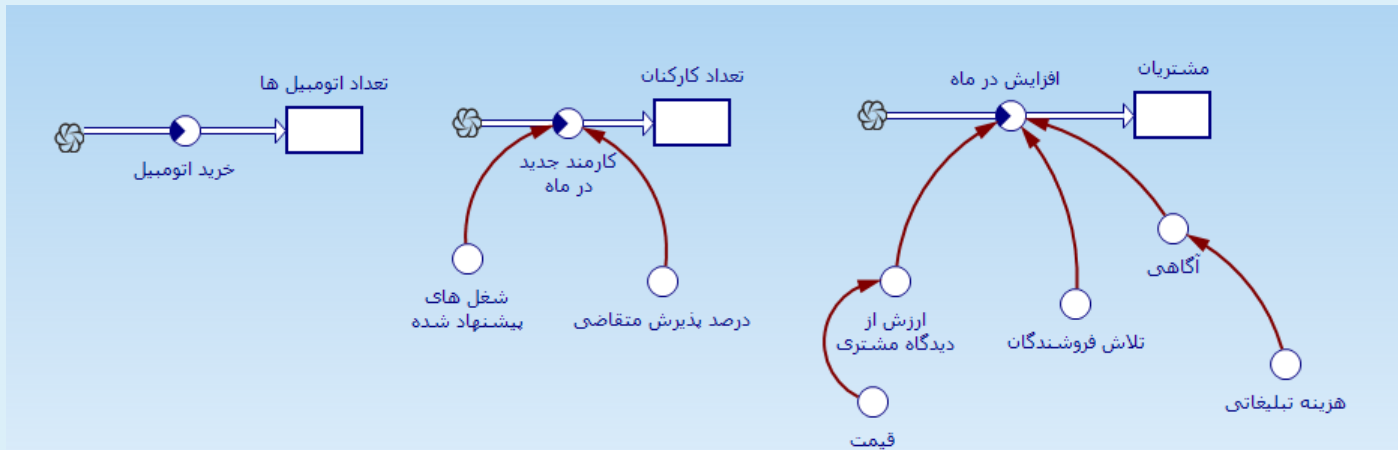 تعداد اتومبیل ها
خرید اتومبیل
تعداد کارکنان
کارمند جدید
در ماه
شغل های
پیشنهاد شده
درصد پذیرش متقاضی
مشتریان
افزایش در ماه
آگاهی
ارزش از
دیدگاه مشتری
تلاش فروشندگان
هزینه تبلیغاتی
قیمت